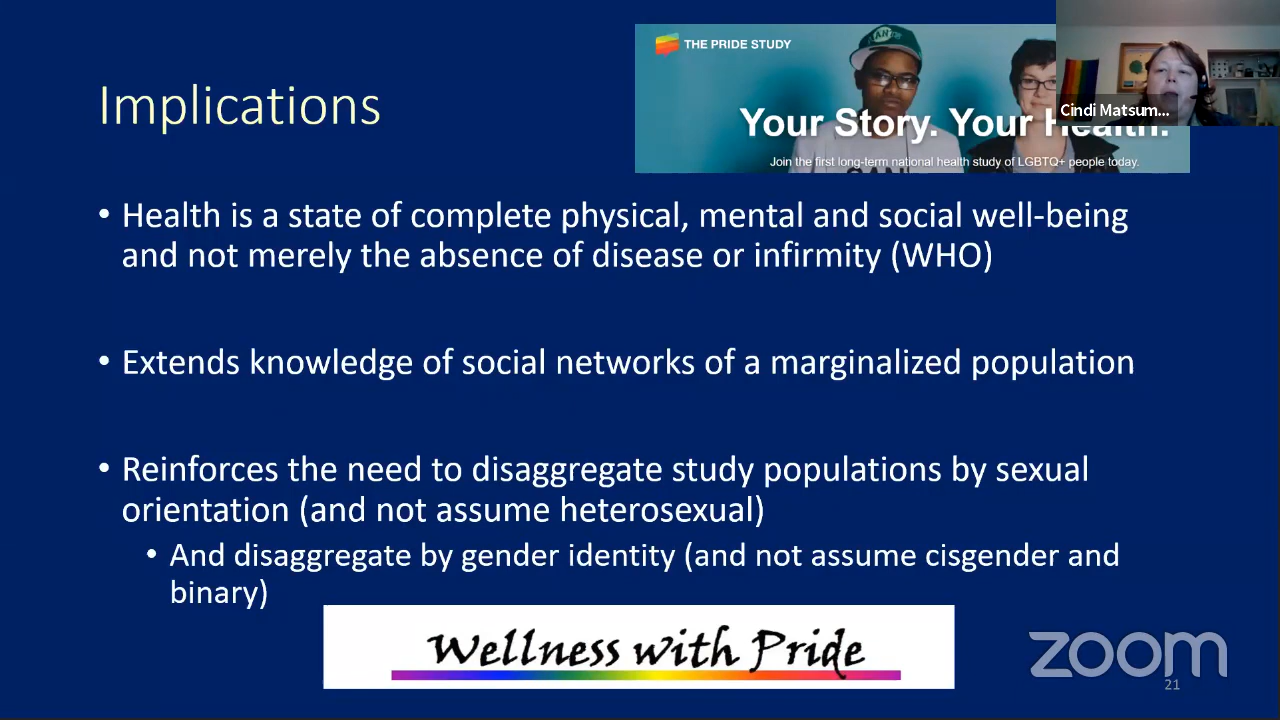 THE PRIDE STUDY
Implications
Your Story. Your Health.
Cindi Matsum...
Join the first long-term national health study of LGBTQ+ people today.
• Health is a state of complete physical, mental and social well-being
and not merely the absence of disease or infirmity (WHO)
• Extends knowledge of social networks of a marginalized population
• Reinforces the need to disaggregate study populations by sexual
orientation (and not assume heterosexual)
• And disaggregate by gender identity (and not assume cisgender and
binary)
Wellness with Pride
zoom
21